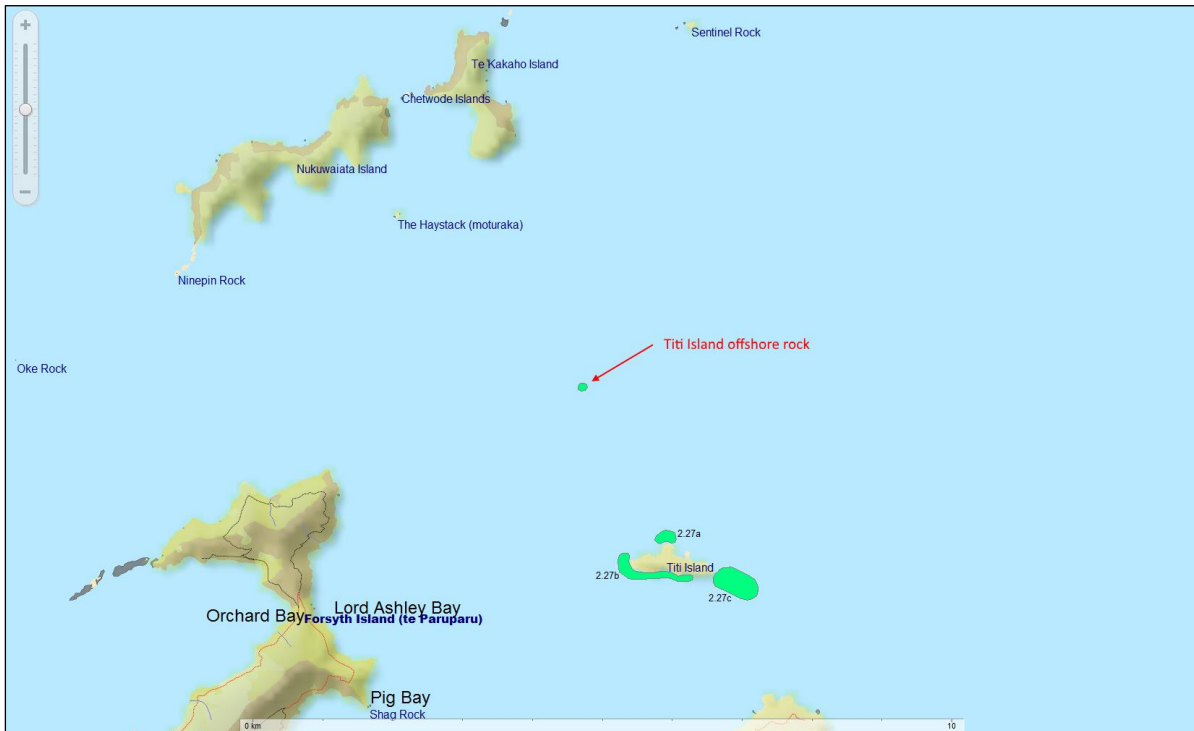 +
Sentinel Rock
Te Kakaho Island
Chetwode Islands
Nukuwaiata Island
−
The Haystack (moturaka)
Ninepin Rock
Titi Island offshore rock
Oke Rock
2.27a
Titi Island
2.27b
2.27c
Lord Ashley Bay
Orchard Bay
Forsyth Island (te Paruparu)
Pig Bay
Shag Rock
0 km
10